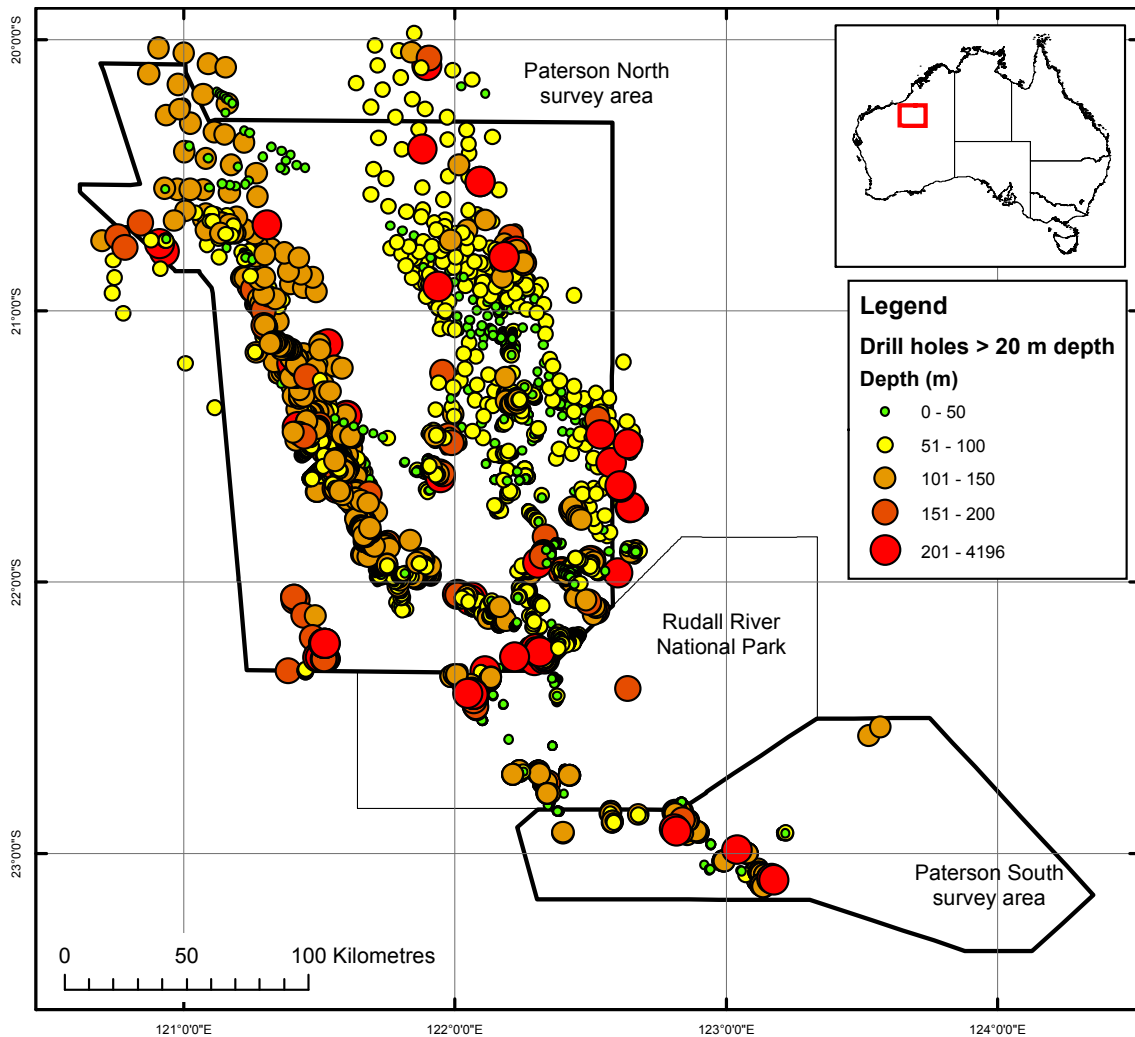 Paterson North
survey area
20°0'0"S
21°0'0"S
22°0'0"S
23°0'0"S
Legend
Drill holes > 20 m depth
Depth (m)
0 - 50
51 - 100
101 - 150
151 - 200
201 - 4196
Rudall River
National Park
Paterson South
survey area
0 50 100 Kilometres
121°0'0"E 122°0'0"E 123°0'0"E 124°0'0"E